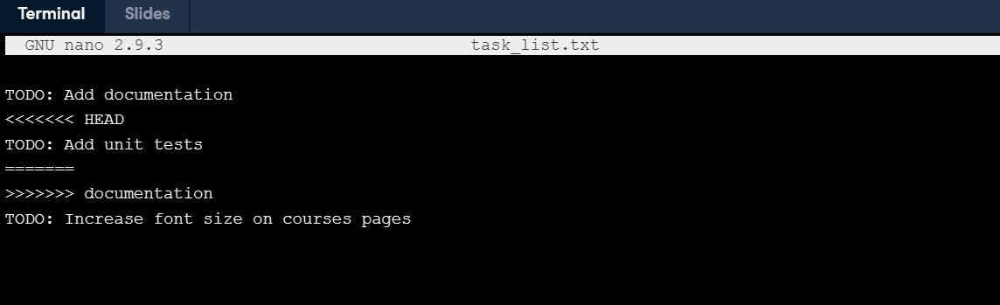 Terminal Slides
GNU nano 2.9.3 task_list.txt
TODO: Add documentation
<<<<<<< HEAD
TODO: Add unit tests
=======
>>>>>>> documentation
TODO: Increase font size on courses pages